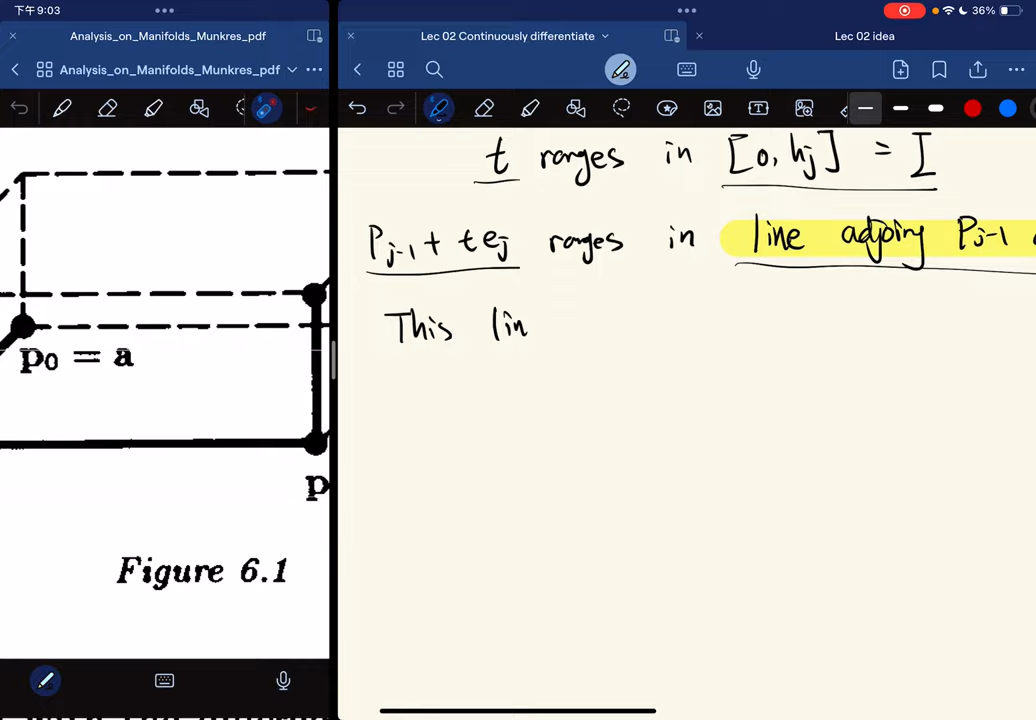 下午9:03
36%
Analysis_on_Manifolds_Munkres_pdf
Lec 02 Continuously differentiate
Lec 02 idea
Analysis_on_Manifolds_Munkres_pdf
t ranges in [0, hj] = I
Pj-1 + tej ranges in line adjoing Pj-1
This lin
p0 = a
p
Figure 6.1